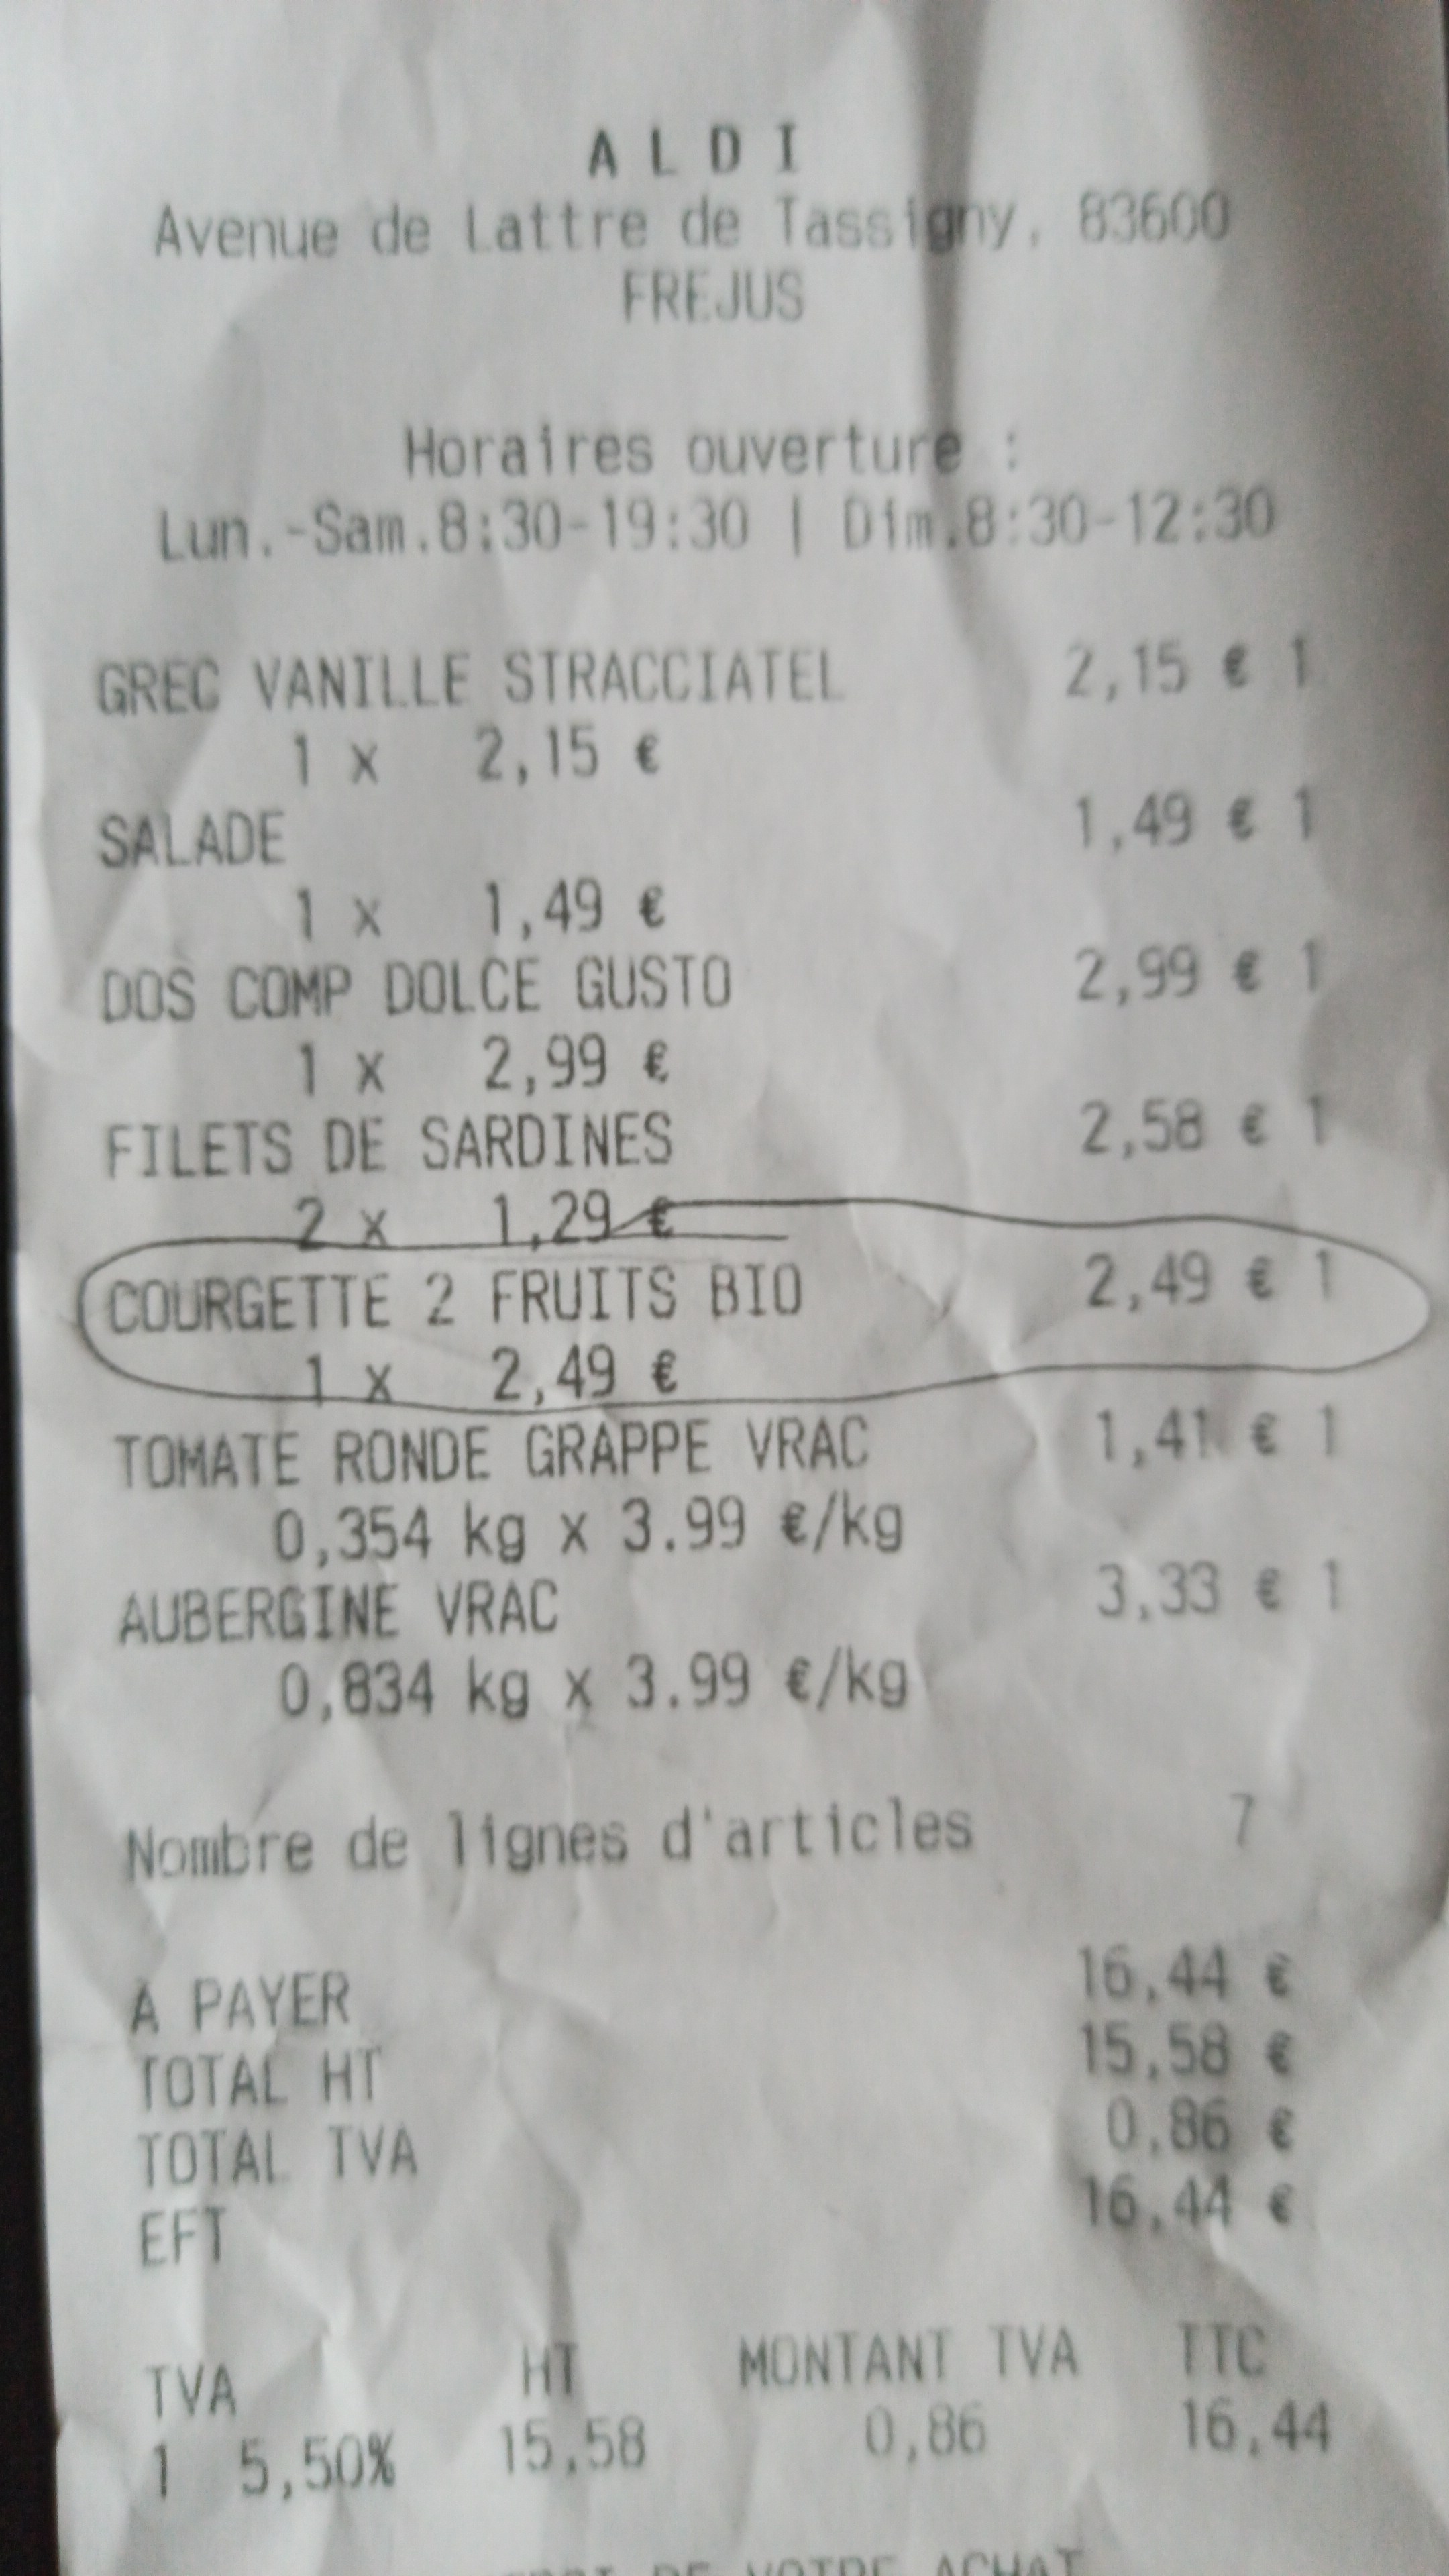 ALDI
Avenue de Lattre de Tassigny, 83600
FREJUS
Horaires ouverture :
Lun.-Sam.8:30-19:30 | Dim.8:30-12:30
GREC VANILLE STRACCIATEL 2,15 € 1
1 x 2,15 €
SALADE 1,49 € 1
1 x 1,49 €
DOS COMP DOLCE GUSTO 2,99 € 1
1 x 2,99 €
FILETS DE SARDINES 2,58 € 1
2 x 1,29 €
COURGETTE 2 FRUITS BIO 2,49 € 1
1 x 2,49 €
TOMATE RONDE GRAPPE VRAC 1,41 € 1
0,354 kg x 3.99 €/kg
AUBERGINE VRAC 3,33 € 1
0,834 kg x 3.99 €/kg
Nombre de lignes d'articles 7
A PAYER 16,44 €
TOTAL HT 15,58 €
TOTAL TVA 0,86 €
EFT 16,44 €
TVA HT MONTANT TVA TTC
1 5,50% 15,58 0,86 16,44
DE VOTRE ACHAT